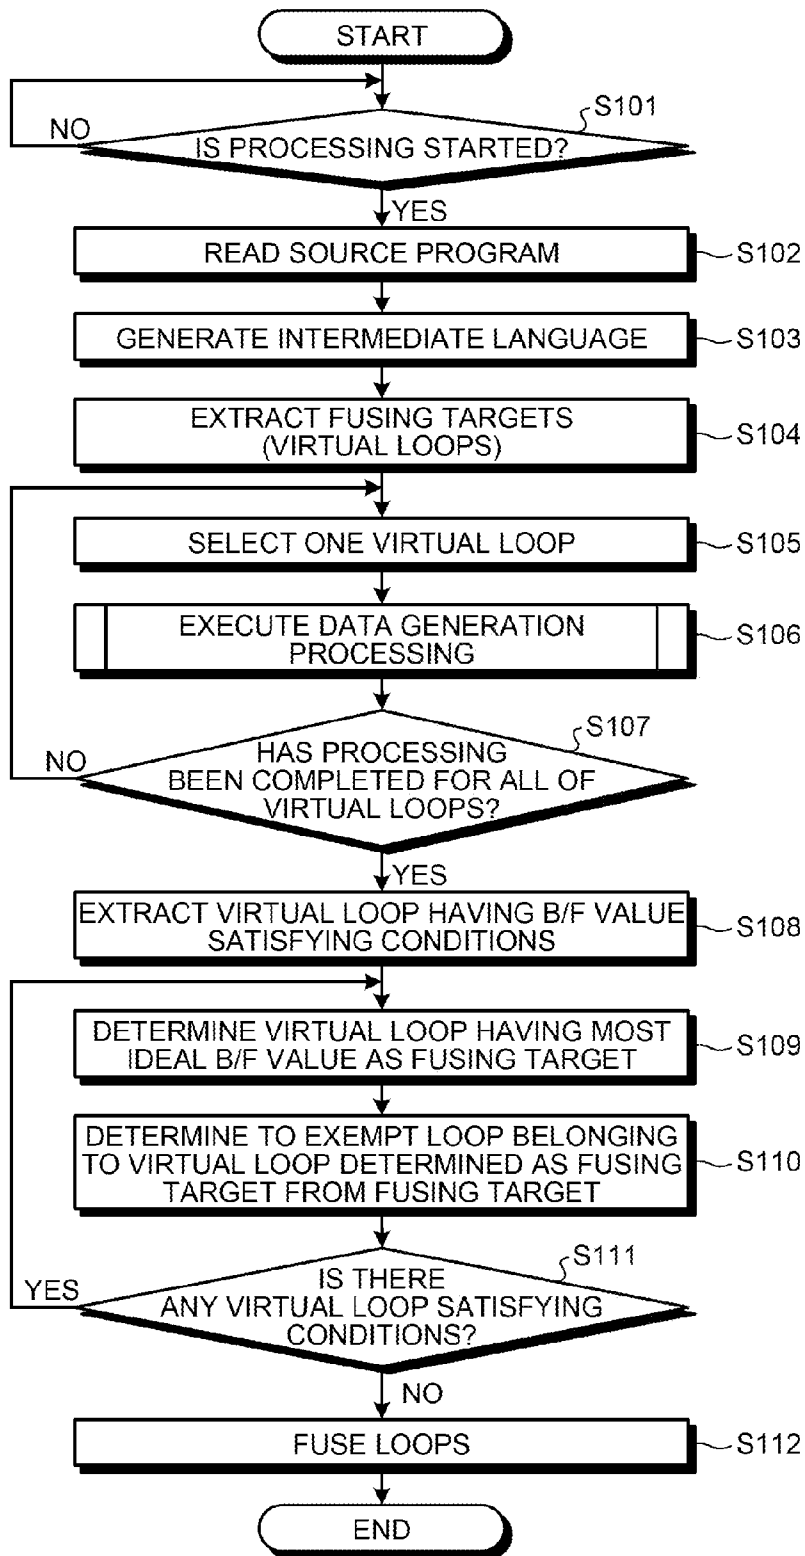 START
S101
NO
IS PROCESSING STARTED?
YES
READ SOURCE PROGRAM
S102
GENERATE INTERMEDIATE LANGUAGE
S103
EXTRACT FUSING TARGETS
(VIRTUAL LOOPS)
S104
SELECT ONE VIRTUAL LOOP
S105
EXECUTE DATA GENERATION
PROCESSING
S106
S107
NO
HAS PROCESSING
BEEN COMPLETED FOR ALL OF
VIRTUAL LOOPS?
YES
EXTRACT VIRTUAL LOOP HAVING B/F VALUE
SATISFYING CONDITIONS
S108
DETERMINE VIRTUAL LOOP HAVING MOST
IDEAL B/F VALUE AS FUSING TARGET
S109
DETERMINE TO EXEMPT LOOP BELONGING
TO VIRTUAL LOOP DETERMINED AS FUSING
TARGET FROM FUSING TARGET
S110
S111
YES
IS THERE
ANY VIRTUAL LOOP SATISFYING
CONDITIONS?
NO
FUSE LOOPS
S112
END